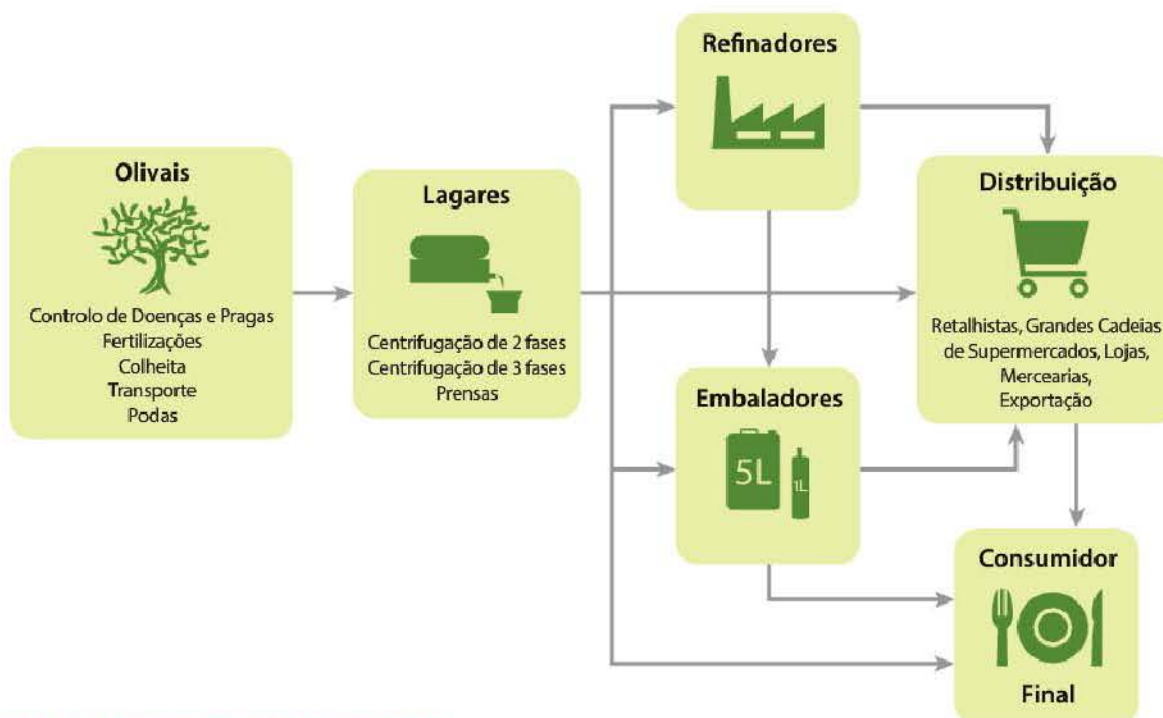 Olivais
Controlo de Doenças e Pragas
Fertilizações
Colheita
Transporte
Podas
Lagares
Centrifugação de 2 fases
Centrifugação de 3 fases
Prensas
Refinadores
Embaladores
5L
1L
Distribuição
Retalhistas, Grandes Cadeias
de Supermercados, Lojas,
Mercearias,
Exportação
Consumidor
Final